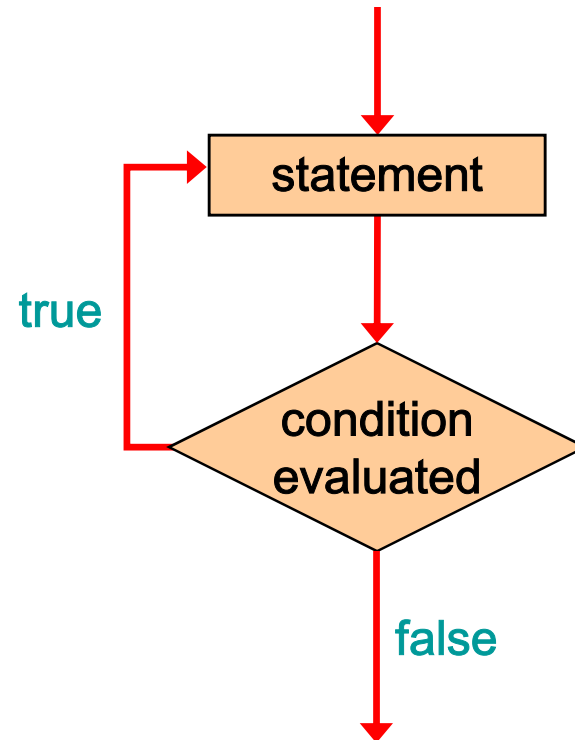 statement
true
condition
evaluated
false